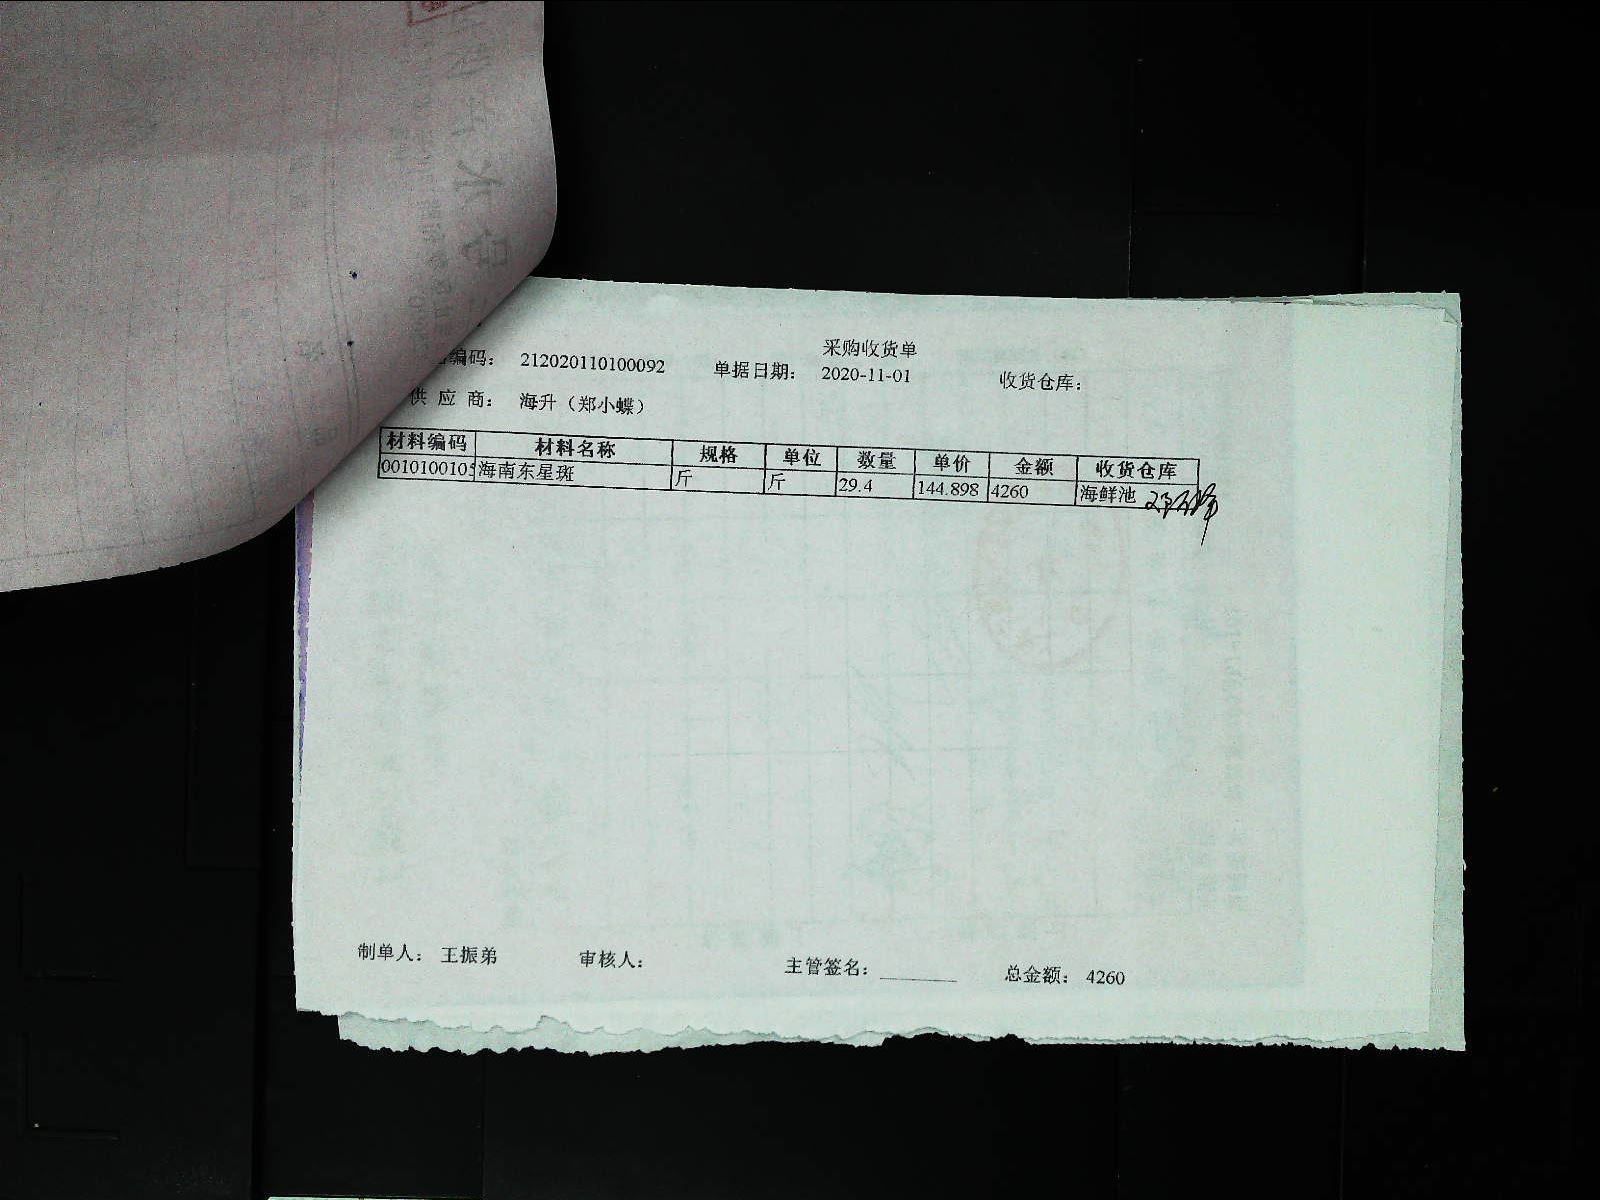 采购收货单
编码： 212020110100092 单据日期： 2020-11-01 收货仓库：
供 应 商： 海升（郑小蝶）
材料编码 材料名称 规格 单位 数量 单价 金额 收货仓库
0010100105 海南东星斑 斤 斤 29.4 144.898 4260 海鲜池
制单人： 王振弟 审核人： 主管签名： 总金额： 4260